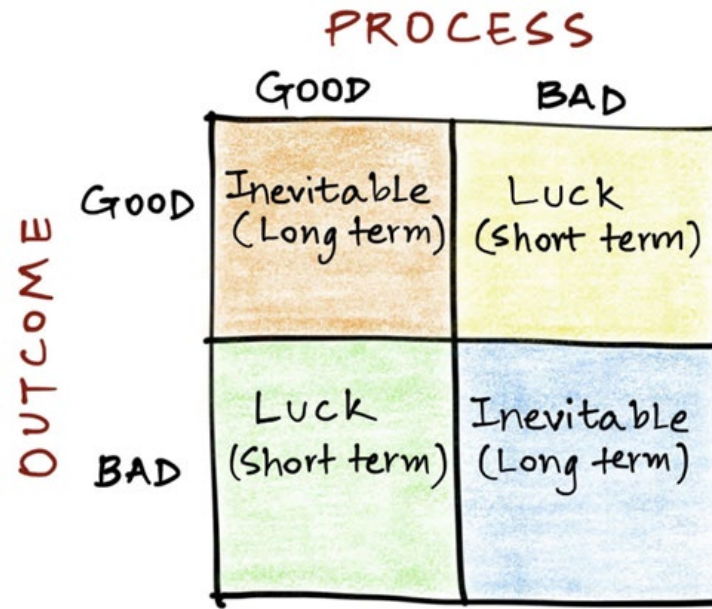 PROCESS
GOOD BAD
GOOD
Inevitable
(Long term)
Luck
(Short term)
OUTCOME
BAD
Luck
(Short term)
Inevitable
(Long term)